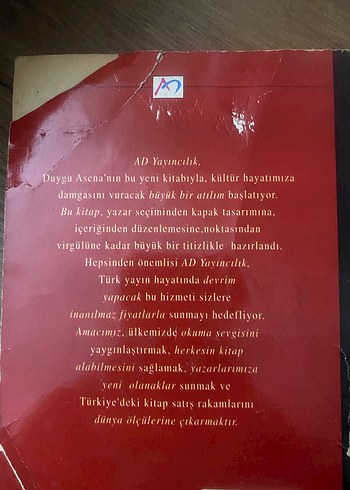 AD Yayıncılık,
Duygu Asena'nın bu yeni kitabıyla, kültür hayatımıza
damgasını vuracak büyük bir atılım başlatıyor.
Bu kitap, yazar seçiminden kapak tasarımına,
içeriğinden düzenlemesine,noktasından
virgülüne kadar büyük bir titizlikle hazırlandı.
Hepsinden önemlisi AD Yayıncılık,
Türk yayın hayatında devrim
yapacak bu hizmeti sizlere
inanılmaz fiyatlarla sunmayı hedefliyor.
Amacımız, ülkemizde okuma sevgisini
yaygınlaştırmak, herkesin kitap
alabilmesini sağlamak, yazarlarımıza
yeni olanaklar sunmak ve
Türkiye'deki kitap satış rakamlarını
dünya ölçülerine çıkarmaktır.